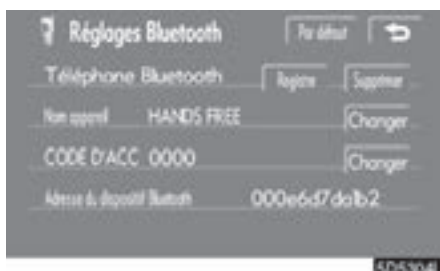 Réglages Bluetooth Par défaut
Téléphone Bluetooth Registre Supprimer
Nom appareil HANDS FREE Changer
CODE D'ACC 0000 Changer
Adresse du dispositif Bluetooth 000e6d7da1b2